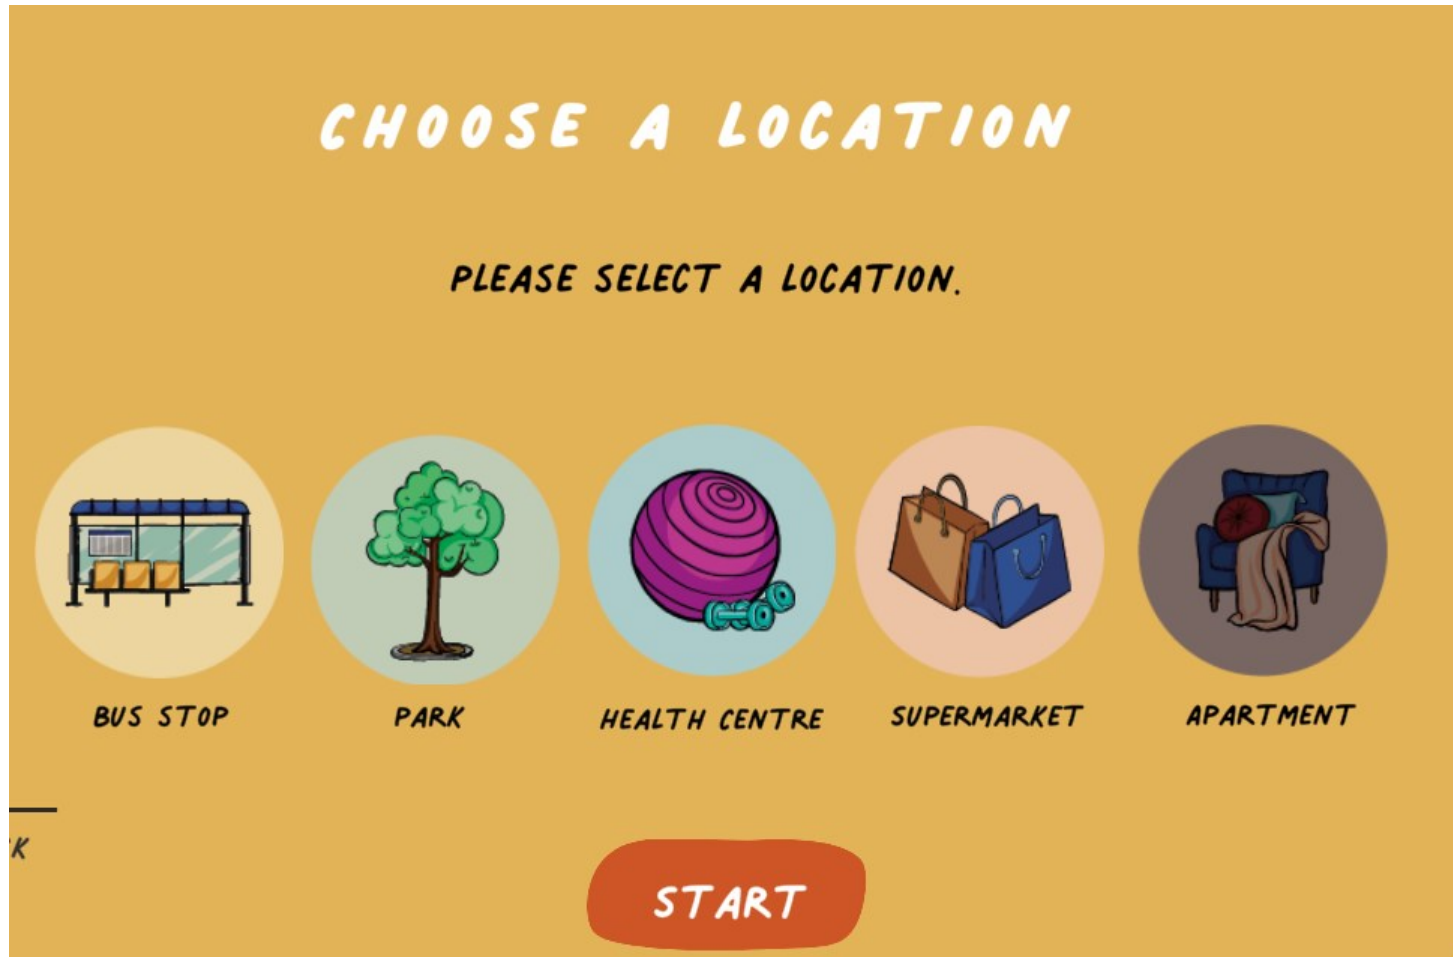 CHOOSE A LOCATION
PLEASE SELECT A LOCATION.
BUS STOP
PARK
HEALTH CENTRE
SUPERMARKET
APARTMENT
START